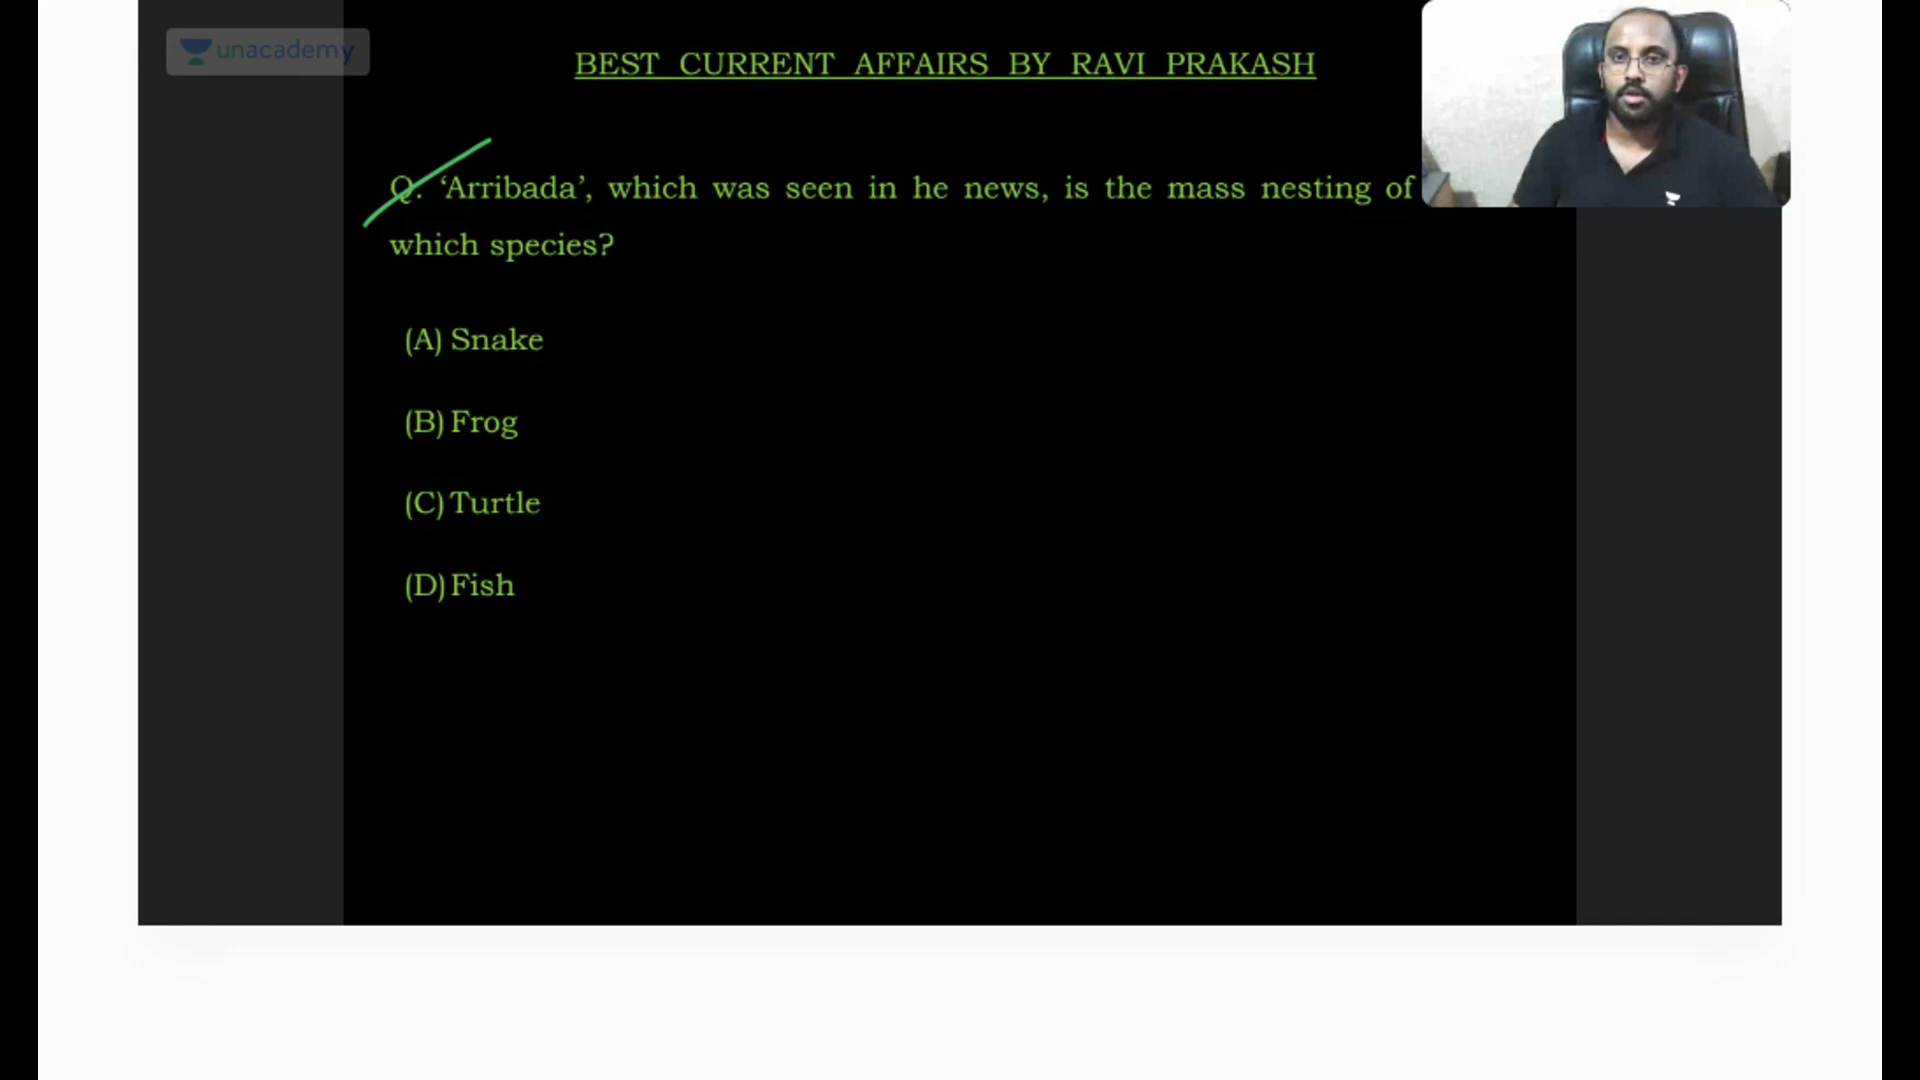 unacademy
BEST CURRENT AFFAIRS BY RAVI PRAKASH
Q. ‘Arribada’, which was seen in he news, is the mass nesting of
which species?
(A) Snake
(B) Frog
(C) Turtle
(D) Fish